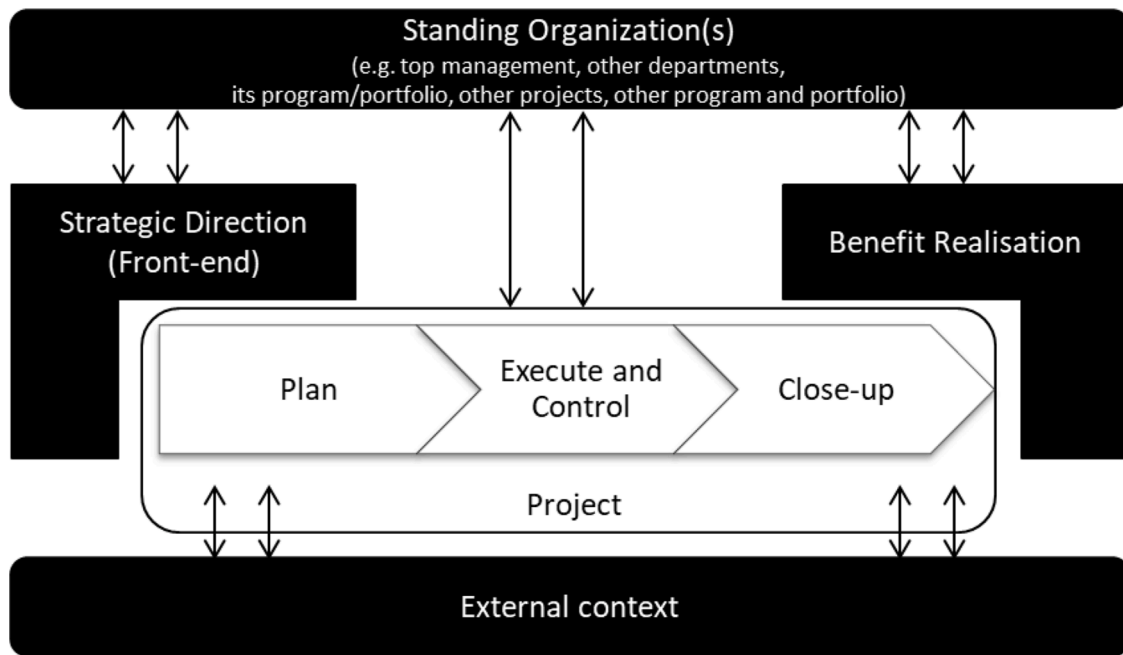 Standing Organization(s)
(e.g. top management, other departments,
its program/portfolio, other projects, other program and portfolio)
Strategic Direction
(Front-end)
Benefit Realisation
Plan
Execute and
Control
Close-up
Project
External context